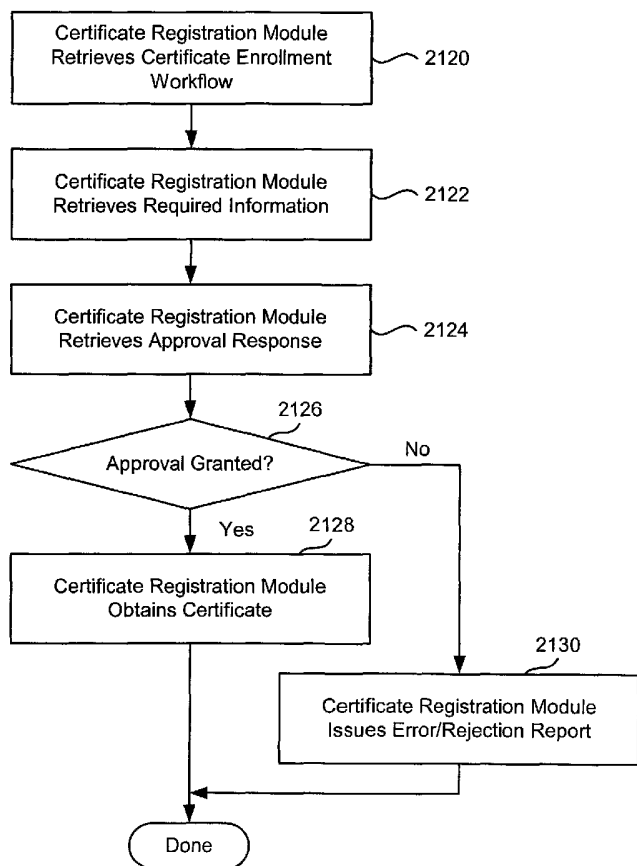 Certificate Registration Module
Retrieves Certificate Enrollment
Workflow
2120
Certificate Registration Module
Retrieves Required Information
2122
Certificate Registration Module
Retrieves Approval Response
2124
2126
Approval Granted?
No
Yes
2128
Certificate Registration Module
Obtains Certificate
2130
Certificate Registration Module
Issues Error/Rejection Report
Done